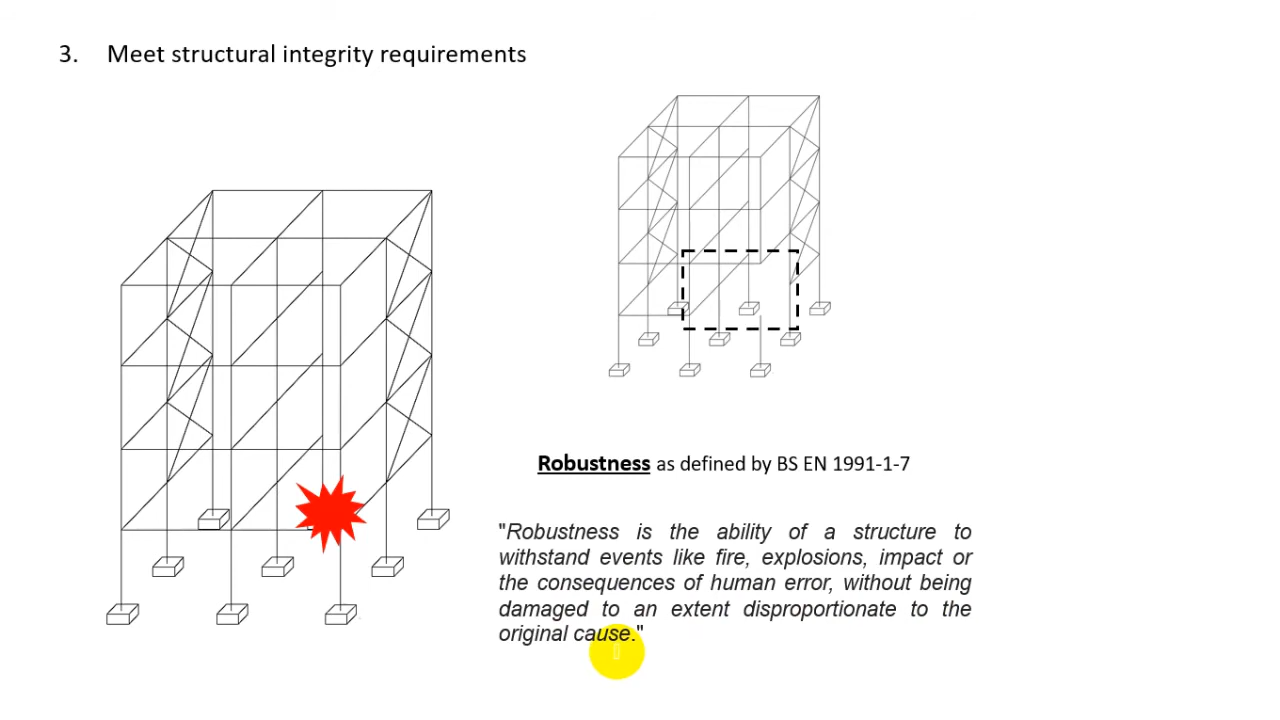 3. Meet structural integrity requirements
Robustness as defined by BS EN 1991-1-7
"Robustness is the ability of a structure to
withstand events like fire, explosions, impact or
the consequences of human error, without being
damaged to an extent disproportionate to the
original cause."